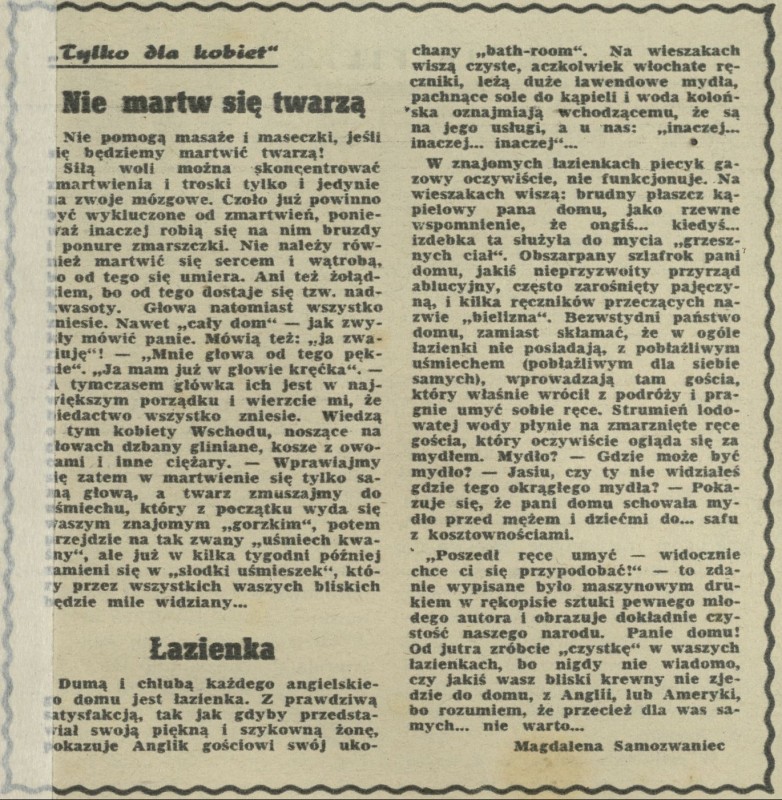 „Tylko dla kobiet“
Nie martw się twarzą
Nie pomogą masaże i maseczki, jeśli
ię będziemy martwić twarzą!
Siłą woli można skoncentrować
zmartwienia i troski tylko i jedynie
na zwoje mózgowe. Czoło już powinno
być wykluczone od zmartwień, ponie-
waż inaczej robią się na nim bruzdy
i ponure zmarszczki. Nie należy rów-
nież martwić się sercem i wątrobą,
bo od tego się umiera. Ani też żołąd-
kiem, bo od tego dostaje się tzw. nad-
kwasoty. Głowa natomiast wszystko
zniesie. Nawet „cały dom“ — jak zwy-
kły mówić panie. Mówią też: „ja zwa-
riuję“! — „Mnie głowa od tego pęk-
nie“. „Ja mam już w głowie kręćka“. —
A tymczasem główka ich jest w naj-
większym porządku i wierzcie mi, że
biedactwo wszystko zniesie. Wiedzą
o tym kobiety Wschodu, noszące na
głowach dzbany gliniane, kosze z owo-
cami i inne ciężary. — Wprawiajmy
się zatem w martwienie się tylko sa-
mą głową, a twarz zmuszajmy do
uśmiechu, który z początku wyda się
waszym znajomym „gorzkim“, potem
przejdzie na tak zwany „uśmiech kwa-
śny“, ale już w kilka tygodni później
zamieni się w „słodki uśmieszek“, któ-
ry przez wszystkich waszych bliskich
będzie mile widziany...
Łazienka
Dumą i chlubą każdego angielskie-
go domu jest łazienka. Z prawdziwą
satysfakcją, tak jak gdyby przedsta-
wiał swoją piękną i szykowną żonę,
pokazuje Anglik gościowi swój uko-
chany „bath-room“. Na wieszakach
wiszą czyste, aczkolwiek włochate rę-
czniki, leżą duże lawendowe mydła,
pachnące sole do kąpieli i woda koloń-
ska oznajmiają wchodzącemu, że są
na jego usługi, a u nas: „inaczej...
inaczej... inaczej“...
W znajomych łazienkach piecyk ga-
zowy oczywiście, nie funkcjonuje. Na
wieszakach wiszą: brudny płaszcz ką-
pielowy pana domu, jako rzewne
wspomnienie, że ongiś... kiedyś...
izdebka ta służyła do mycia „grzesz-
nych ciał“. Obszarpany szlafrok pani
domu, jakiś nieprzyzwoity przyrząd
ablucyjny, często zarośnięty pajęczy-
ną, i kilka ręczników przeczących na-
zwie „bielizna“. Bezwstydni państwo
domu, zamiast skłamać, że w ogóle
łazienki nie posiadają, z pobłażliwym
uśmiechem (pobłażliwym dla siebie
samych), wprowadzają tam gościa,
który właśnie wrócił z podróży i pra-
gnie umyć sobie ręce. Strumień lodo-
watej wody płynie na zmarznięte ręce
gościa, który oczywiście ogląda się za
mydłem. Mydło? — Gdzie może być
mydło? — Jasiu, czy ty nie widziałeś
gdzie tego okrągłego mydła? — Poka-
zuje się, że pani domu schowała my-
dło przed mężem i dziećmi do... safu
z kosztownościami.
„Poszedł ręce umyć — widocznie
chce ci się przypodobać!“ — to zda-
nie wypisane było maszynowym dru-
kiem w rękopisie sztuki pewnego mło-
dego autora i obrazuje dokładnie czy-
stość naszego narodu. Panie domu!
Od jutra zróbcie „czystkę“ w waszych
łazienkach, bo nigdy nie wiadomo,
czy jakiś wasz bliski krewny nie zje-
dzie do domu, z Anglii, lub Ameryki,
bo rozumiem, że przecież dla was sa-
mych... nie warto...
Magdalena Samozwaniec